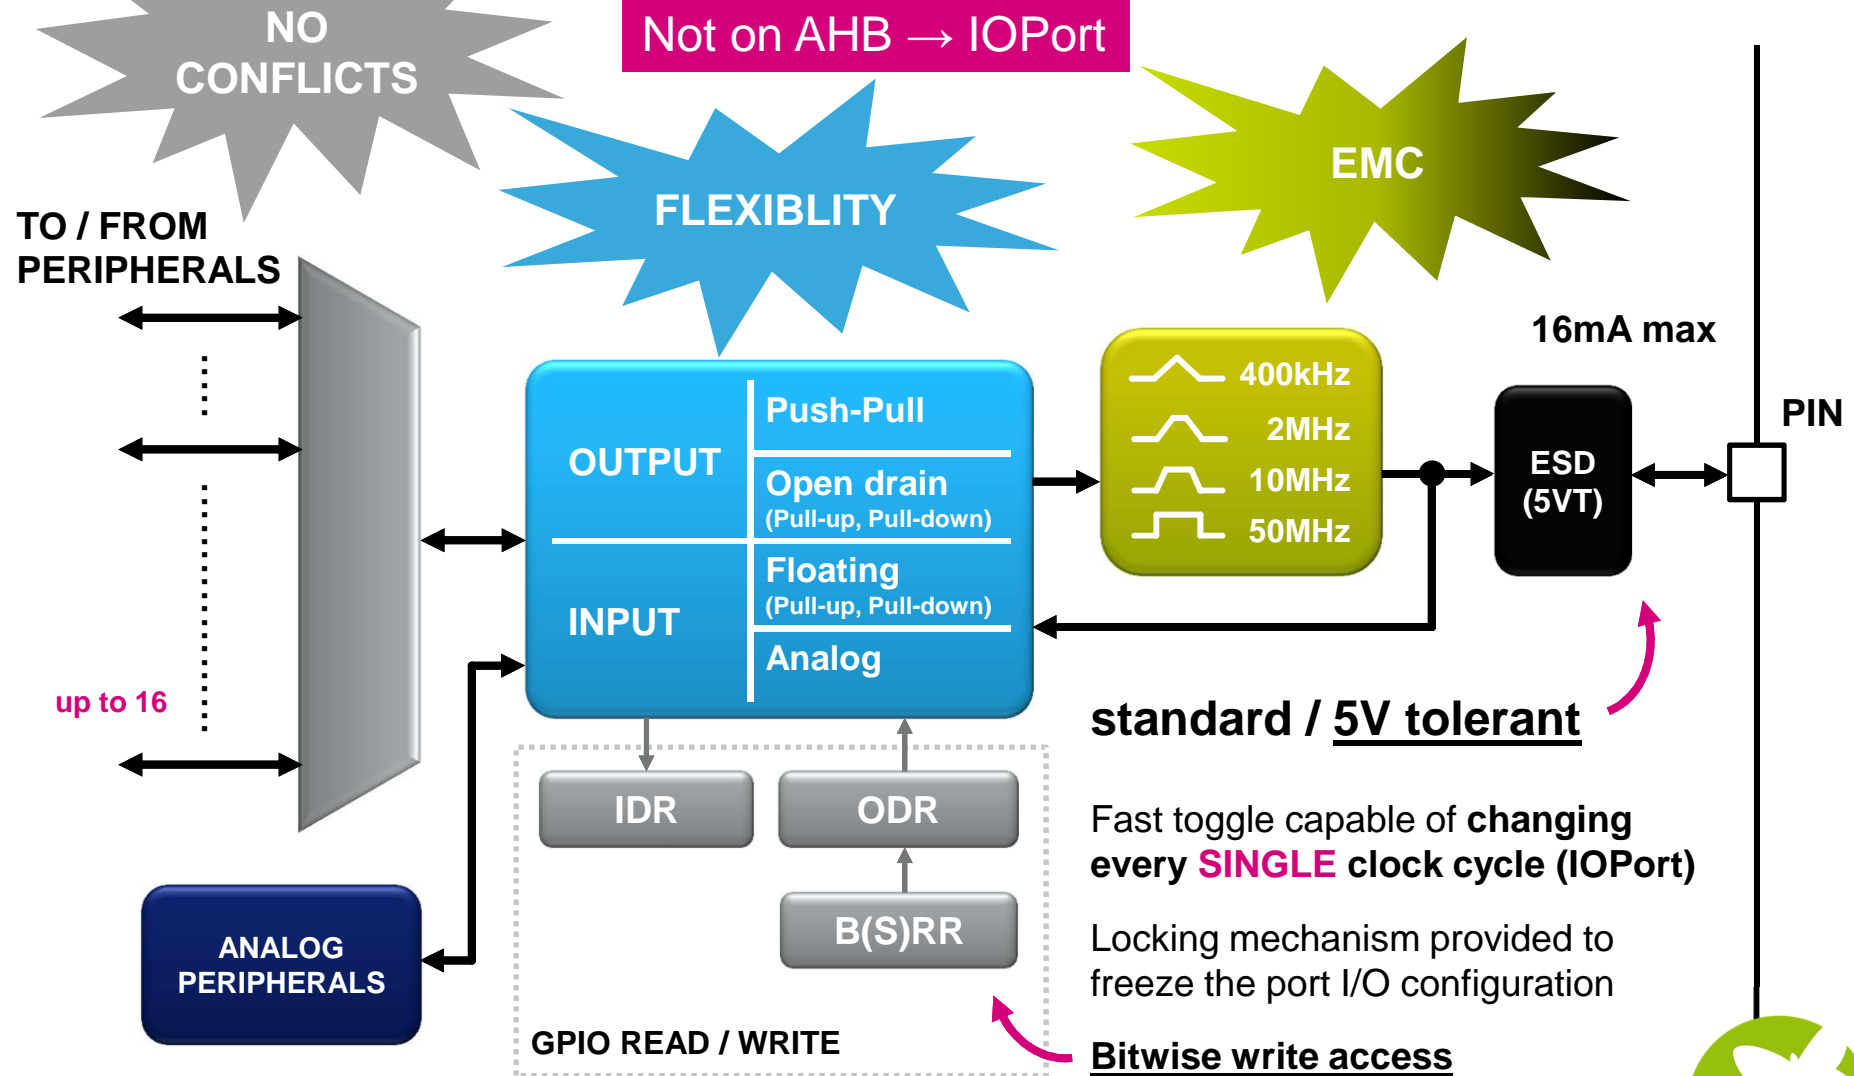 NO
CONFLICTS
Not on AHB → IOPort
FLEXIBLITY
EMC
TO / FROM
PERIPHERALS
up to 16
OUTPUT
Push-Pull
Open drain
(Pull-up, Pull-down)
INPUT
Floating
(Pull-up, Pull-down)
Analog
400kHz
2MHz
10MHz
50MHz
16mA max
ESD
(5VT)
PIN
standard / 5V tolerant
IDR
ODR
B(S)RR
GPIO READ / WRITE
ANALOG
PERIPHERALS
Fast toggle capable of changing
every SINGLE clock cycle (IOPort)
Locking mechanism provided to
freeze the port I/O configuration
Bitwise write access